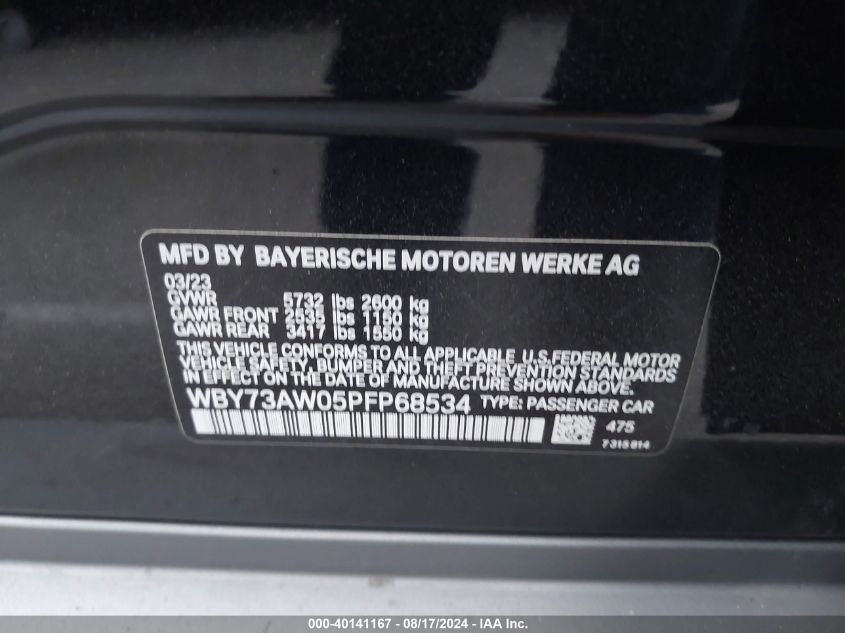 MFD BY BAYERISCHE MOTOREN WERKE AG
03/23
GVWR 5732 lbs 2600 kg
GAWR FRONT 2535 lbs 1150 kg
GAWR REAR 3417 lbs 1550 kg
THIS VEHICLE CONFORMS TO ALL APPLICABLE U.S.FEDERAL MOTOR
VEHICLE SAFETY, BUMPER AND THEFT PREVENTION STANDARDS
IN EFFECT ON THE DATE OF MANUFACTURE SHOWN ABOVE.
WBY73AW05PFP68534 TYPE: PASSENGER CAR
475
7315814
000-40141167 - 08/17/2024 - IAA Inc.